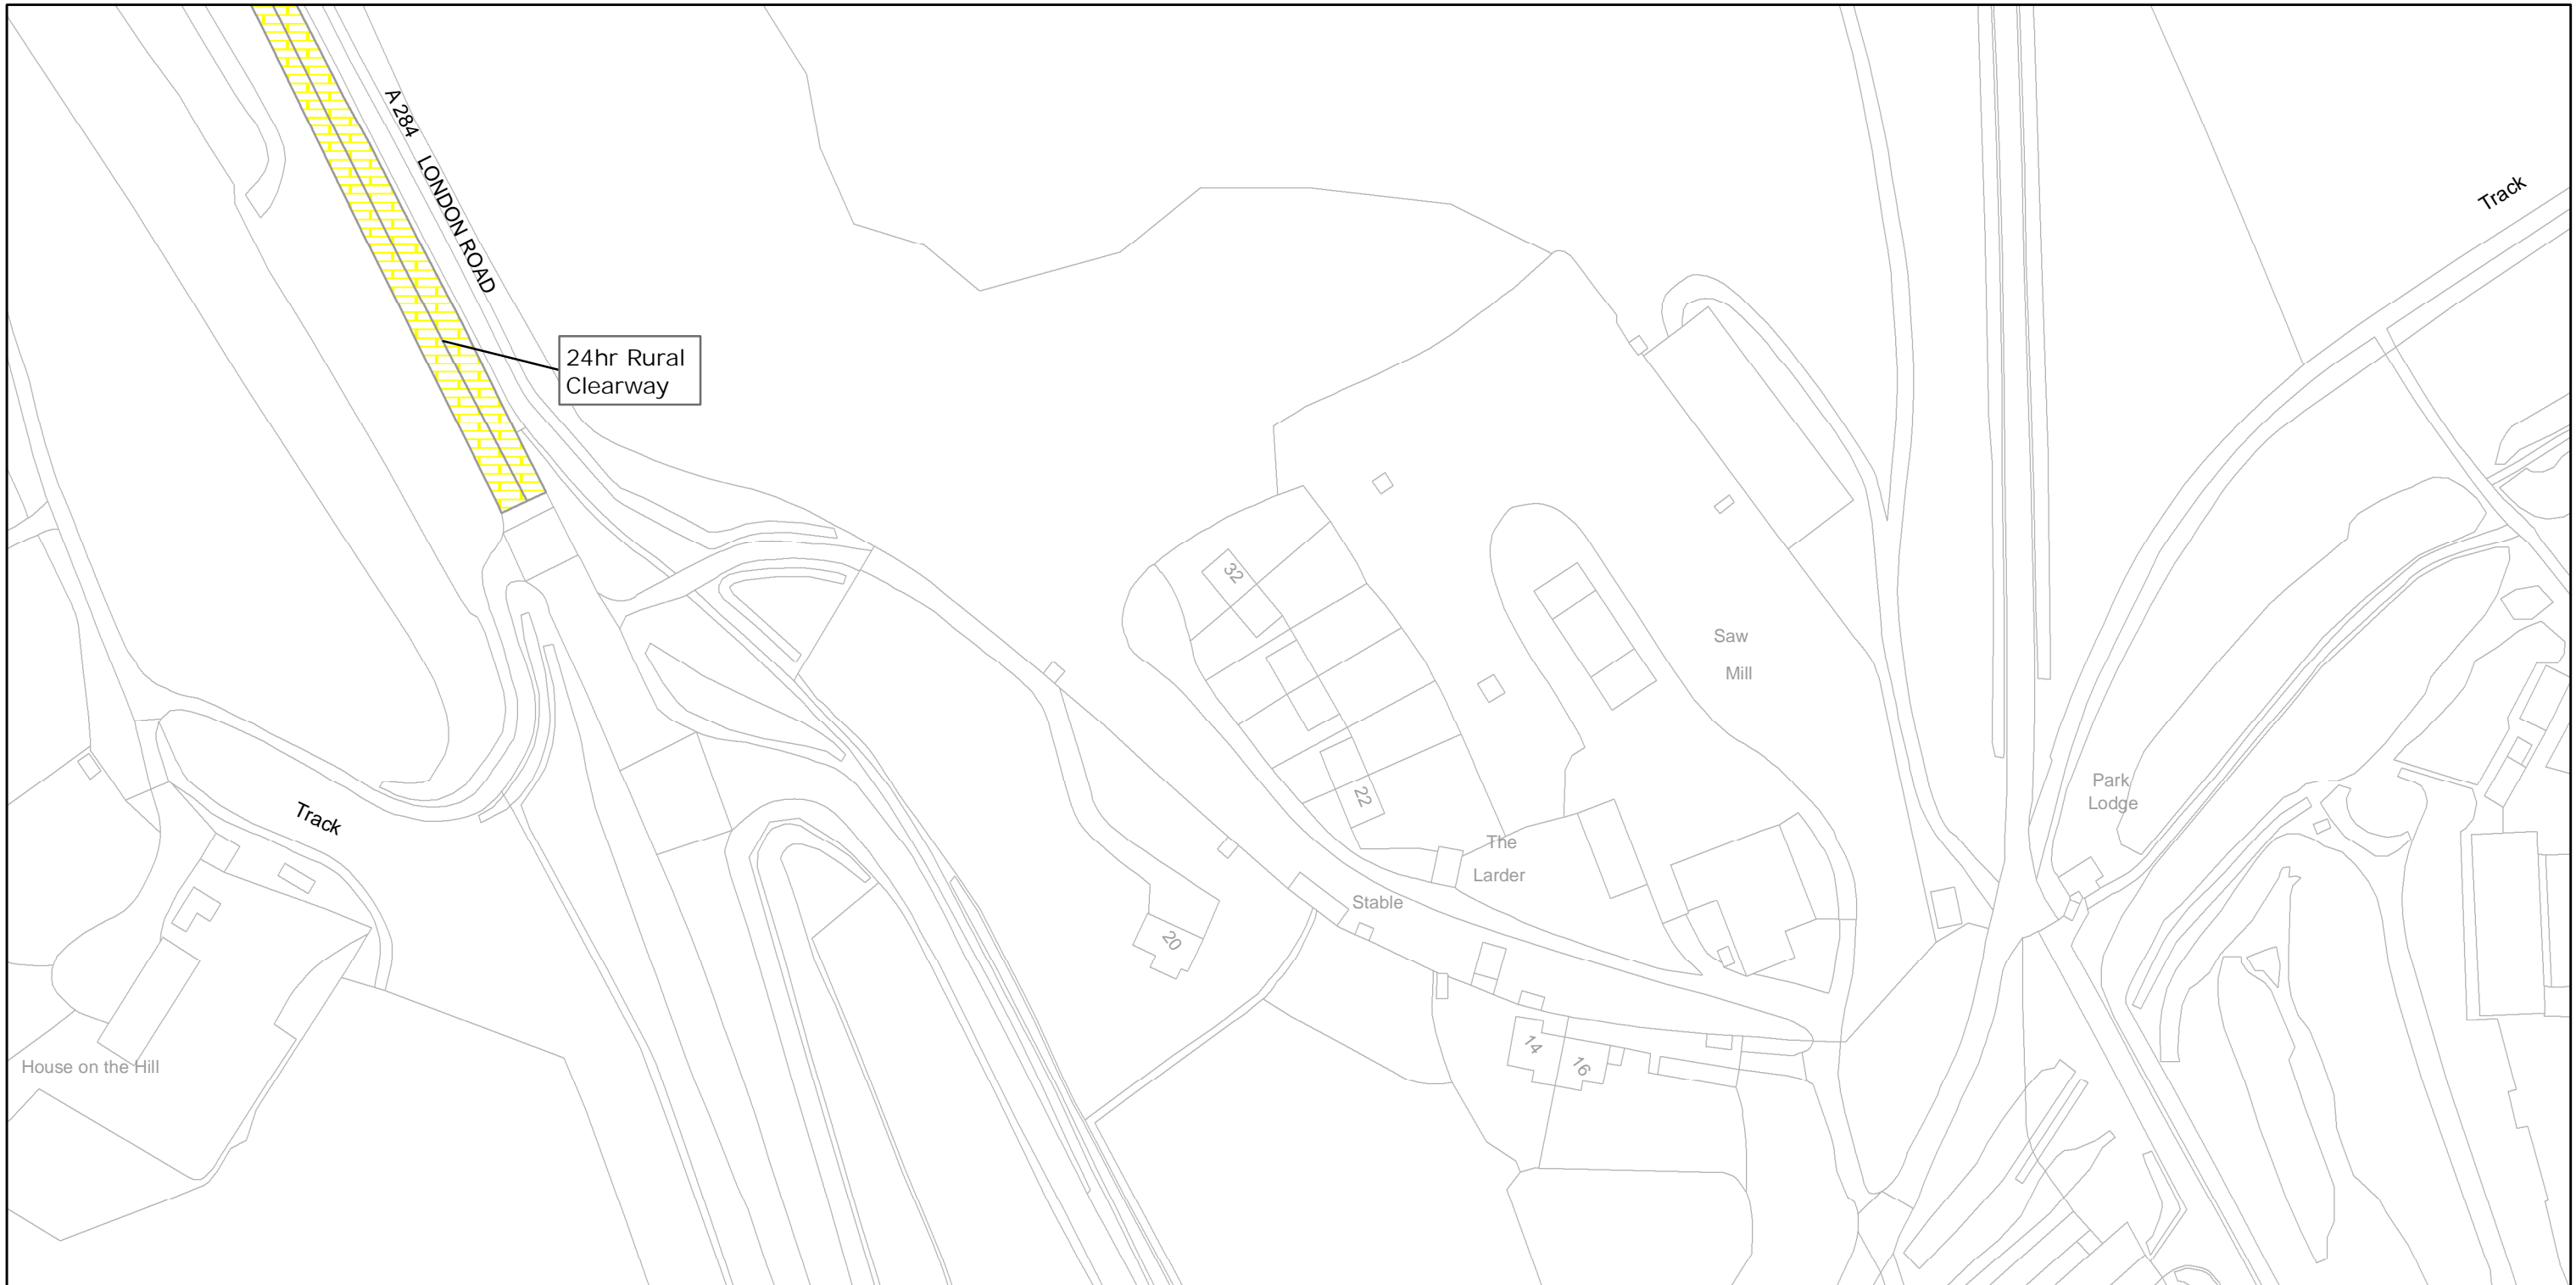 A 284 LONDON ROAD
Track
24hr Rural
Clearway
32
Saw
Mill
22
Park
Lodge
Track
The
Larder
Stable
20
14
16
House on the Hill